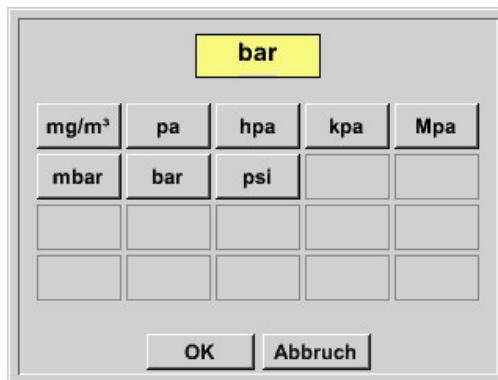 bar
mg/m³ pa hpa kpa Mpa
mbar bar psi
OK Abbruch